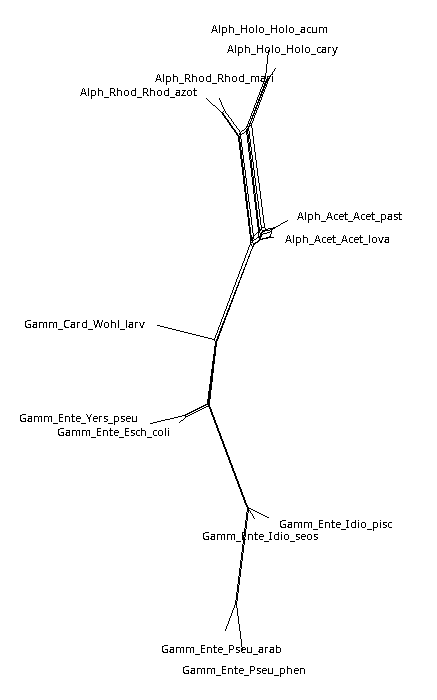 Alph_Holo_Holo_acum
Alph_Holo_Holo_cary
Alph_Rhod_Rhod_mari
Alph_Rhod_Rhod_azot
Alph_Acet_Acet_past
Alph_Acet_Acet_lova
Gamm_Card_Wohl_larv
Gamm_Ente_Yers_pseu
Gamm_Ente_Esch_coli
Gamm_Ente_Idio_pisc
Gamm_Ente_Idio_seos
Gamm_Ente_Pseu_arab
Gamm_Ente_Pseu_phen